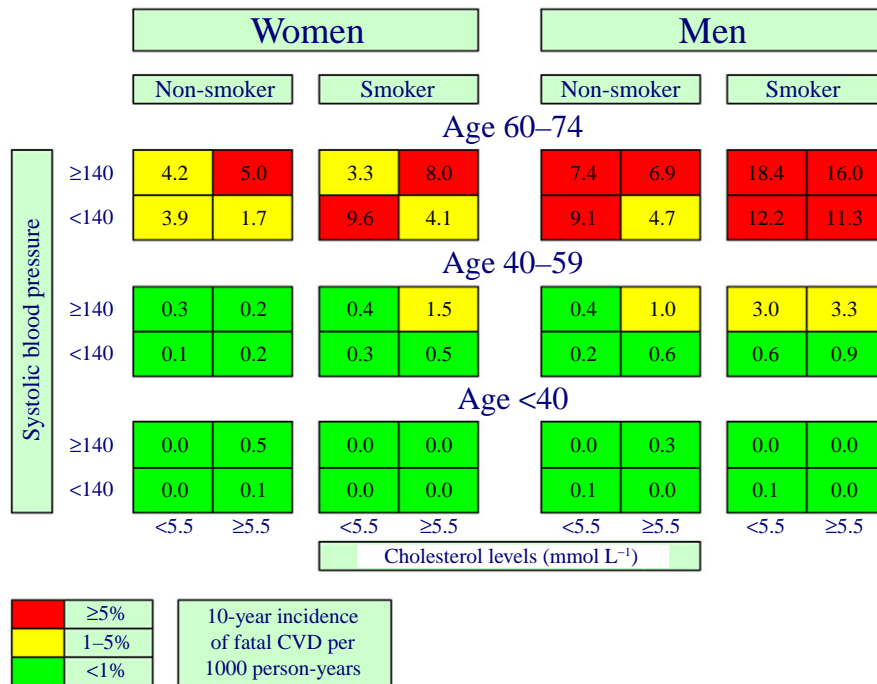 Women Men
Non-smoker Smoker Non-smoker Smoker
Age 60–74
≥140 4.2 5.0 3.3 8.0 7.4 6.9 18.4 16.0
<140 3.9 1.7 9.6 4.1 9.1 4.7 12.2 11.3
Age 40–59
≥140 0.3 0.2 0.4 1.5 0.4 1.0 3.0 3.3
<140 0.1 0.2 0.3 0.5 0.2 0.6 0.6 0.9
Age <40
≥140 0.0 0.5 0.0 0.0 0.0 0.3 0.0 0.0
<140 0.0 0.1 0.0 0.0 0.1 0.0 0.1 0.0
<5.5 ≥5.5 <5.5 ≥5.5 <5.5 ≥5.5 <5.5 ≥5.5
Systolic blood pressure
Cholesterol levels (mmol L⁻¹)
≥5%
1–5%
<1%
10-year incidence
of fatal CVD per
1000 person-years